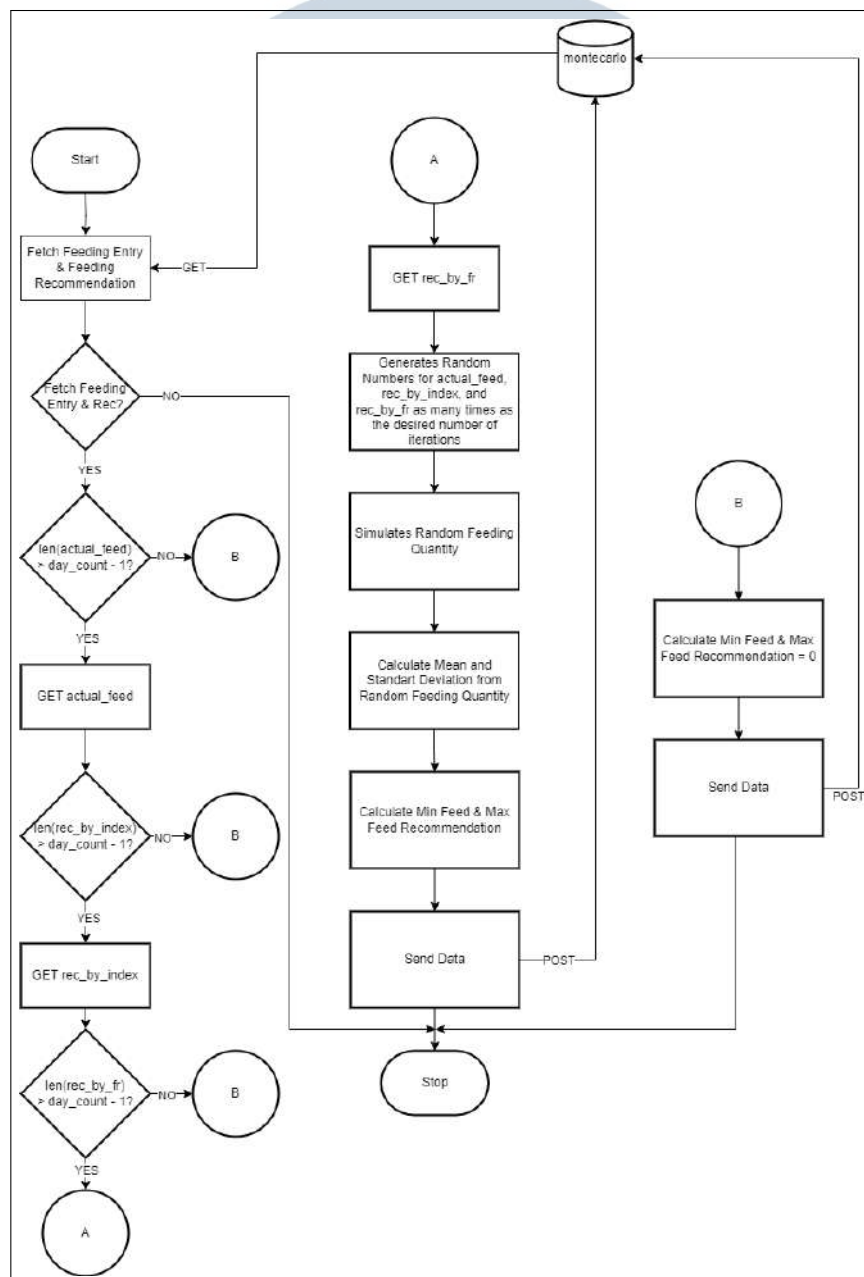 montecarlo
Start
Fetch Feeding Entry
& Feeding
Recommendation
GET
Fetch Feeding
Entry & Rec?
NO
YES
len(actual_feed)
> day_count - 1?
NO
B
YES
GET actual_feed
len(rec_by_index)
> day_count - 1?
NO
B
YES
GET rec_by_index
len(rec_by_fr)
> day_count - 1?
NO
B
YES
A
A
GET rec_by_fr
Generates Random
Numbers for actual_feed,
rec_by_index, and
rec_by_fr as many times as
the desired number of
iterations
Simulates Random Feeding
Quantity
Calculate Mean and
Standart Deviation from
Random Feeding Quantity
Calculate Min Feed & Max
Feed Recommendation
Send Data
POST
Stop
B
Calculate Min Feed & Max
Feed Recommendation = 0
Send Data
POST